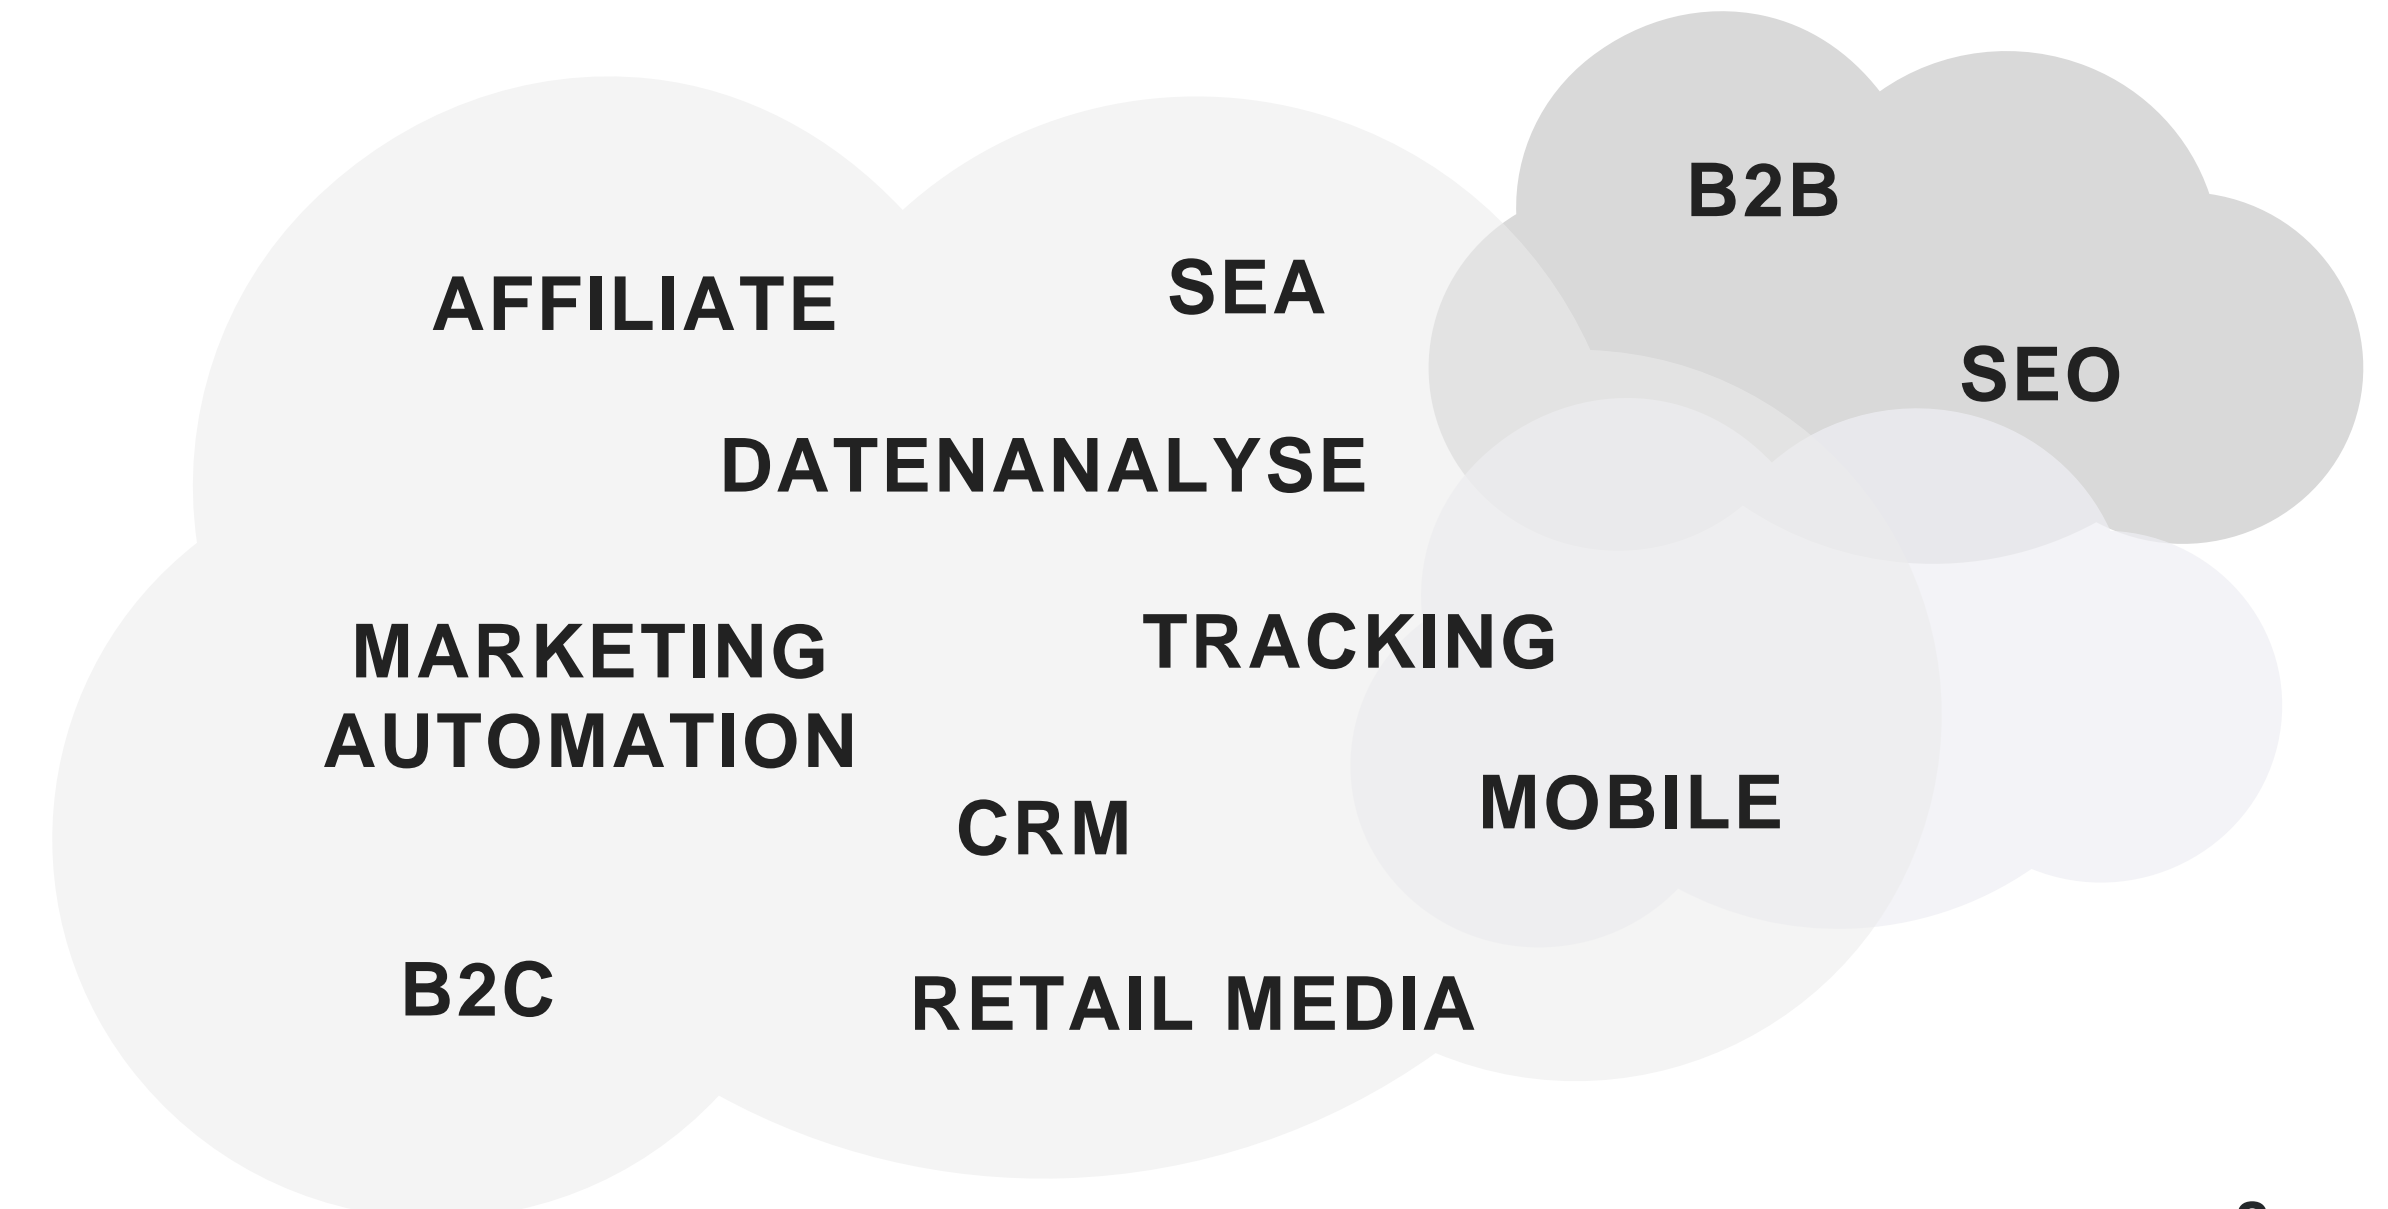 B2B
AFFILIATE
SEA
SEO
DATENANALYSE
MARKETING
AUTOMATION
TRACKING
CRM
MOBILE
B2C
RETAIL MEDIA